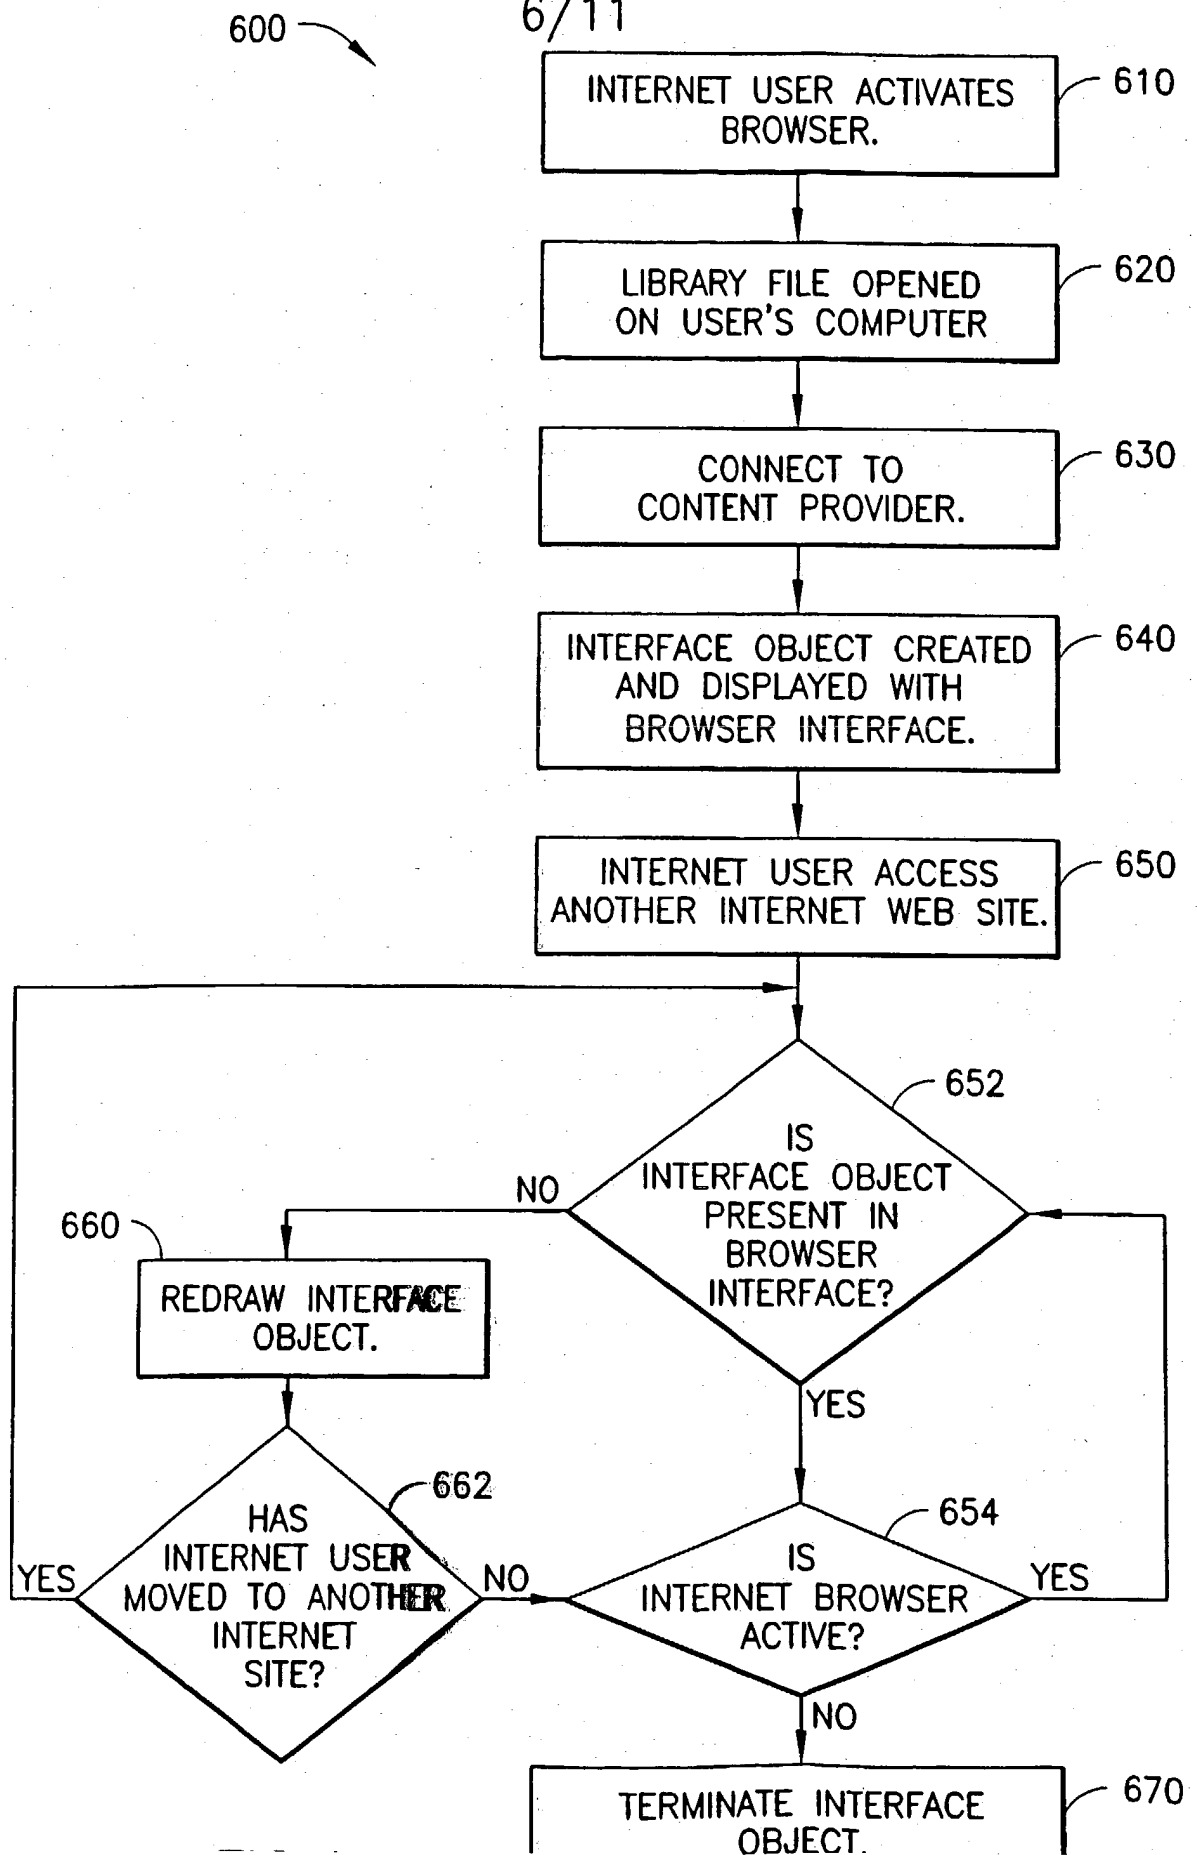 6/11
600
INTERNET USER ACTIVATES
BROWSER.
610
LIBRARY FILE OPENED
ON USER'S COMPUTER
620
CONNECT TO
CONTENT PROVIDER.
630
INTERFACE OBJECT CREATED
AND DISPLAYED WITH
BROWSER INTERFACE.
640
INTERNET USER ACCESS
ANOTHER INTERNET WEB SITE.
650
652
IS
INTERFACE OBJECT
PRESENT IN
BROWSER
INTERFACE?
NO
660
REDRAW INTERFACE
OBJECT.
YES
662
HAS
INTERNET USER
MOVED TO ANOTHER
INTERNET
SITE?
YES
NO
654
IS
INTERNET BROWSER
ACTIVE?
YES
NO
TERMINATE INTERFACE
OBJECT.
670